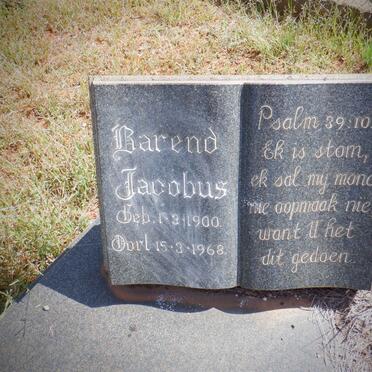 Barend
Jacobus
Geb. 1-2-1900.
Oorl. 15-3-1968.
Psalm 39:10.
Ek is stom,
ek sal my mond
nie oopmaak nie
want U het
dit gedoen.